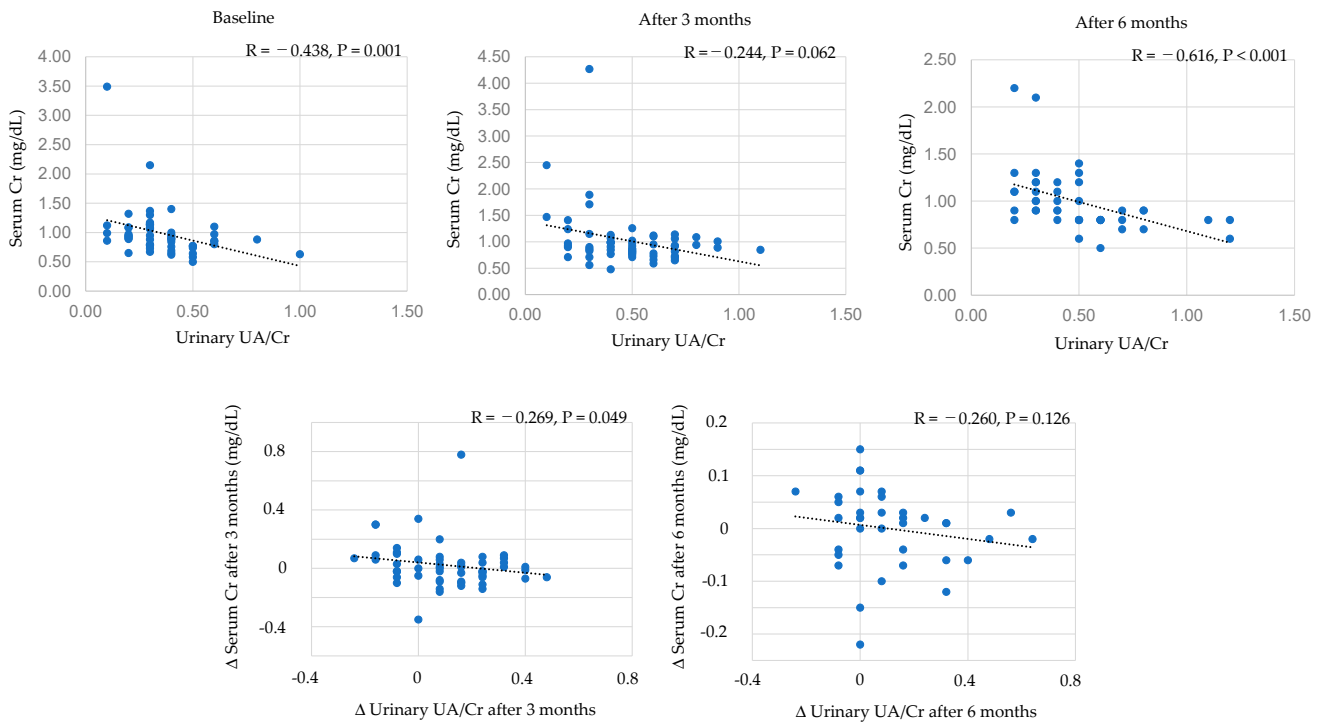 Baseline
R = −0.438, P = 0.001
Serum Cr (mg/dL)
4.00
3.50
3.00
2.50
2.00
1.50
1.00
0.50
0.00
0.00 0.50 1.00 1.50
Urinary UA/Cr
After 3 months
R = −0.244, P = 0.062
Serum Cr (mg/dL)
4.50
4.00
3.50
3.00
2.50
2.00
1.50
1.00
0.50
0.00
0.00 0.50 1.00 1.50
Urinary UA/Cr
After 6 months
R = −0.616, P < 0.001
Serum Cr (mg/dL)
2.50
2.00
1.50
1.00
0.50
0.00
0.00 0.50 1.00 1.50
Urinary UA/Cr
R = −0.269, P = 0.049
Δ Serum Cr after 3 months (mg/dL)
0.8
0.4
0
-0.4
-0.4 0 0.4 0.8
Δ Urinary UA/Cr after 3 months
R = −0.260, P = 0.126
Δ Serum Cr after 6 months (mg/dL)
0.2
0.1
0
-0.1
-0.2
-0.4 0 0.4 0.8
Δ Urinary UA/Cr after 6 months